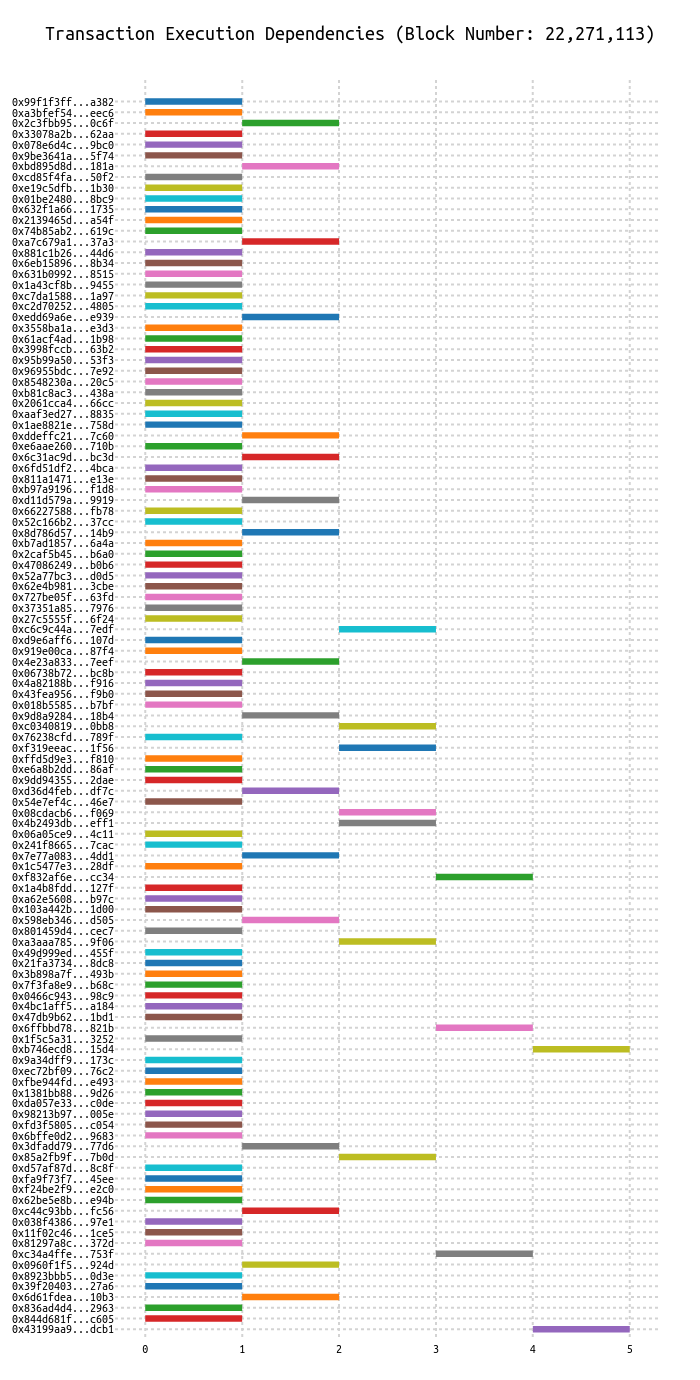 Transaction Execution Dependencies (Block Number: 22,271,113)
0x99f1f3ff...a382
0xa3bfef54...eec6
0x2c3fbb95...0c6f
0x33078a2b...62aa
0x078e6d4c...9bc0
0x9be3641a...5f74
0xbd895d8d...181a
0xcd85f4fa...50f2
0xe19c5dfb...1b30
0x01be2480...8bc9
0x632f1a66...1735
0x2139465d...a54f
0x74b85ab2...619c
0xa7c679a1...37a3
0x881c1b26...44d6
0x6eb15896...8b34
0x631b0992...8515
0x1a43cf8b...9455
0xc7da1588...1a97
0xc2d70252...4805
0xedd69a6e...e939
0x3558ba1a...e3d3
0x61acf4ad...1b98
0x3998fccb...63b2
0x95b99a50...53f3
0x96955bdc...7e92
0x8548230a...20c5
0xb81c8ac3...438a
0x2061cca4...66cc
0xaaf3ed27...8835
0x1ae8821e...758d
0xddeffc21...7c60
0xe6aae260...710b
0x6c31ac9d...bc3d
0x6fd51df2...4bca
0x811a1471...e13e
0xb97a9196...f1d8
0xd11d579a...9919
0x66227588...fb78
0x52c166b2...37cc
0x8d786d57...14b9
0xb7ad1857...6a4a
0x2caf5b45...b6a0
0x47086249...b0b6
0x52a77bc3...d0d5
0x62e4b981...3cbe
0x727be05f...63fd
0x37351a85...7976
0x27c5555f...6f24
0xc6c9c44a...7edf
0xd9e6aff6...107d
0x919e00ca...87f4
0x4e23a833...7eef
0x06738b72...bc8b
0x4a82188b...f916
0x43fea956...f9b0
0x018b5585...b7bf
0x9d8a9284...18b4
0xc0340819...0bb8
0x76238cfd...789f
0xf319eeac...1f56
0xffd5d9e3...f810
0xe6a8b2dd...86af
0x9dd94355...2dae
0xd36d4feb...df7c
0x54e7ef4c...46e7
0x08cdacb6...f069
0x4b2493db...eff1
0x06a05ce9...4c11
0x241f8665...7cac
0x7e77a083...4dd1
0x1c5477e3...28df
0xf832af6e...cc34
0x1a4b8fdd...127f
0xa62e5608...b97c
0x103a442b...1d00
0x598eb346...d505
0x801459d4...cec7
0xa3aaa785...9f06
0x49d999ed...455f
0x21fa3734...8dc8
0x3b898a7f...493b
0x7f3fa8e9...b68c
0x0466c943...98c9
0x4bc1aff5...a184
0x47db9b62...1bd1
0x6ffbbd78...821b
0x1f5c5a31...3252
0xb746ecd8...15d4
0x9a34dff9...173c
0xec72bf09...76c2
0xfbe944fd...e493
0x1381bb88...9d26
0xda057e33...c0de
0x98213b97...005e
0xfd3f5805...c054
0x6bffe0d2...9683
0x3dfadd79...77d6
0x85a2fb9f...7b0d
0xd57af87d...8c8f
0xfa9f73f7...45ee
0xf24be2f9...e2c0
0x62be5e8b...e94b
0xc44c93bb...fc56
0x038f4386...97e1
0x11f02c46...1ce5
0x81297a8c...372d
0xc34a4ffe...753f
0x0960f1f5...924d
0x8923bbb5...0d3e
0x39f20403...27a6
0x6d61fdea...10b3
0x836ad4d4...2963
0x844d681f...c605
0x43199aa9...dcb1
0 1 2 3 4 5